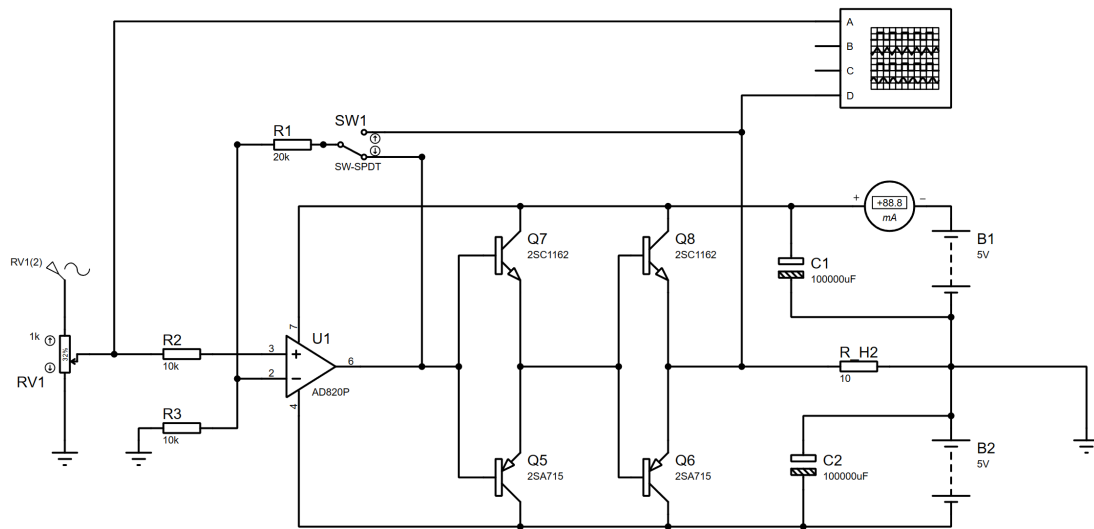 A
B
C
D
SW1
R1
20k
SW-SPDT
+88.8
mA
+
−
B1
5V
Q7
2SC1162
Q8
2SC1162
C1
100000uF
RV1(2)
1k
32%
RV1
R2
10k
7
U1
3
+
6
2
−
AD820P
4
R_H2
10
R3
10k
Q5
2SA715
Q6
2SA715
C2
100000uF
B2
5V